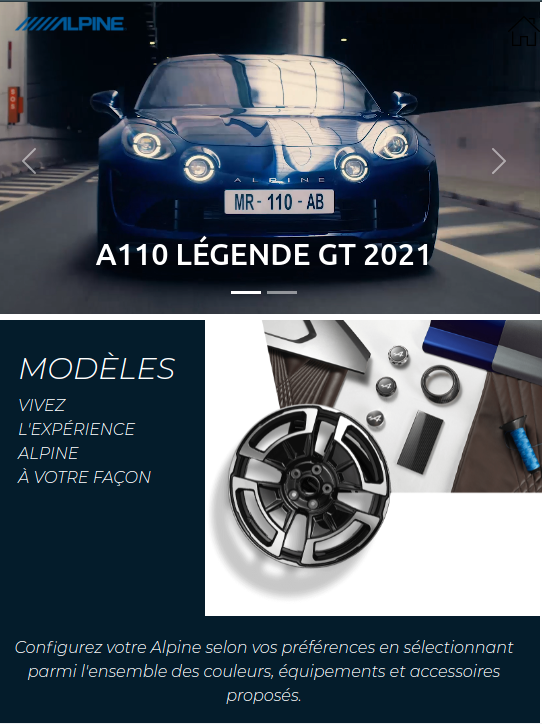 ALPINE
ALPINE
MR - 110 - AB
A110 LÉGENDE GT 2021
MODÈLES
VIVEZ
L'EXPÉRIENCE
ALPINE
À VOTRE FAÇON
Configurez votre Alpine selon vos préférences en sélectionnant
parmi l'ensemble des couleurs, équipements et accessoires
proposés.